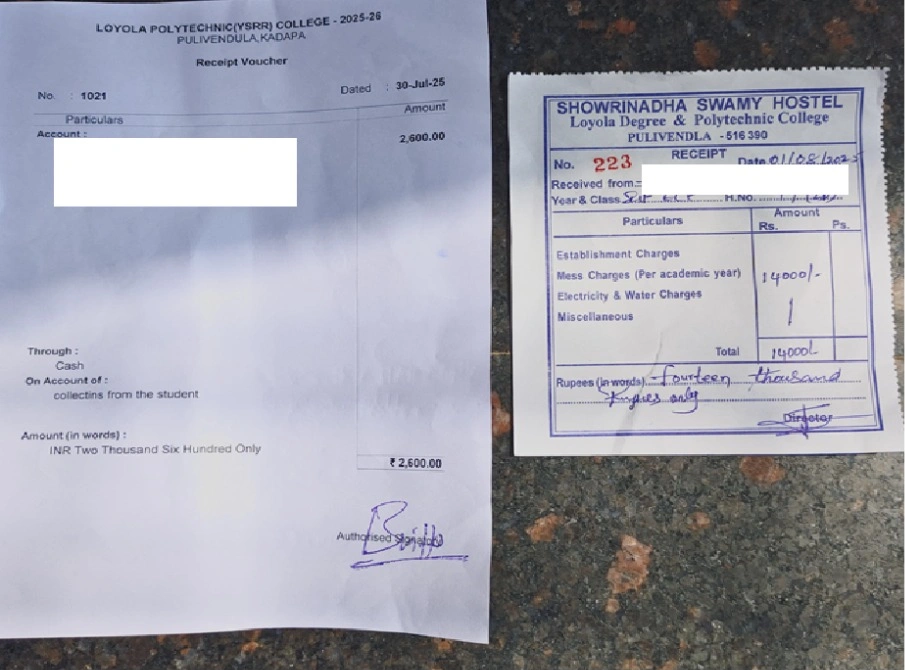 LOYOLA POLYTECHNIC(YSRR) COLLEGE - 2025-26
PULIVENDULA,KADAPA
Receipt Voucher
No. : 1021 Dated : 30-Jul-25
Particulars Amount
Account : 2,600.00
Through :
Cash
On Account of :
collectins from the student
Amount (in words) :
INR Two Thousand Six Hundred Only
₹ 2,600.00
Authorised Signatory
SHOWRINADHA SWAMY HOSTEL
Loyola Degree & Polytechnic College
PULIVENDLA - 516 390
RECEIPT
No. 223 Date 01/08/2025
Received from
Year & Class H.No.
Particulars Amount
Rs. Ps.
Establishment Charges
Mess Charges (Per academic year) 14000/-
Electricity & Water Charges
Miscellaneous
Total 14000/-
Rupees (in words) fourteen thousand
rupees only
Director